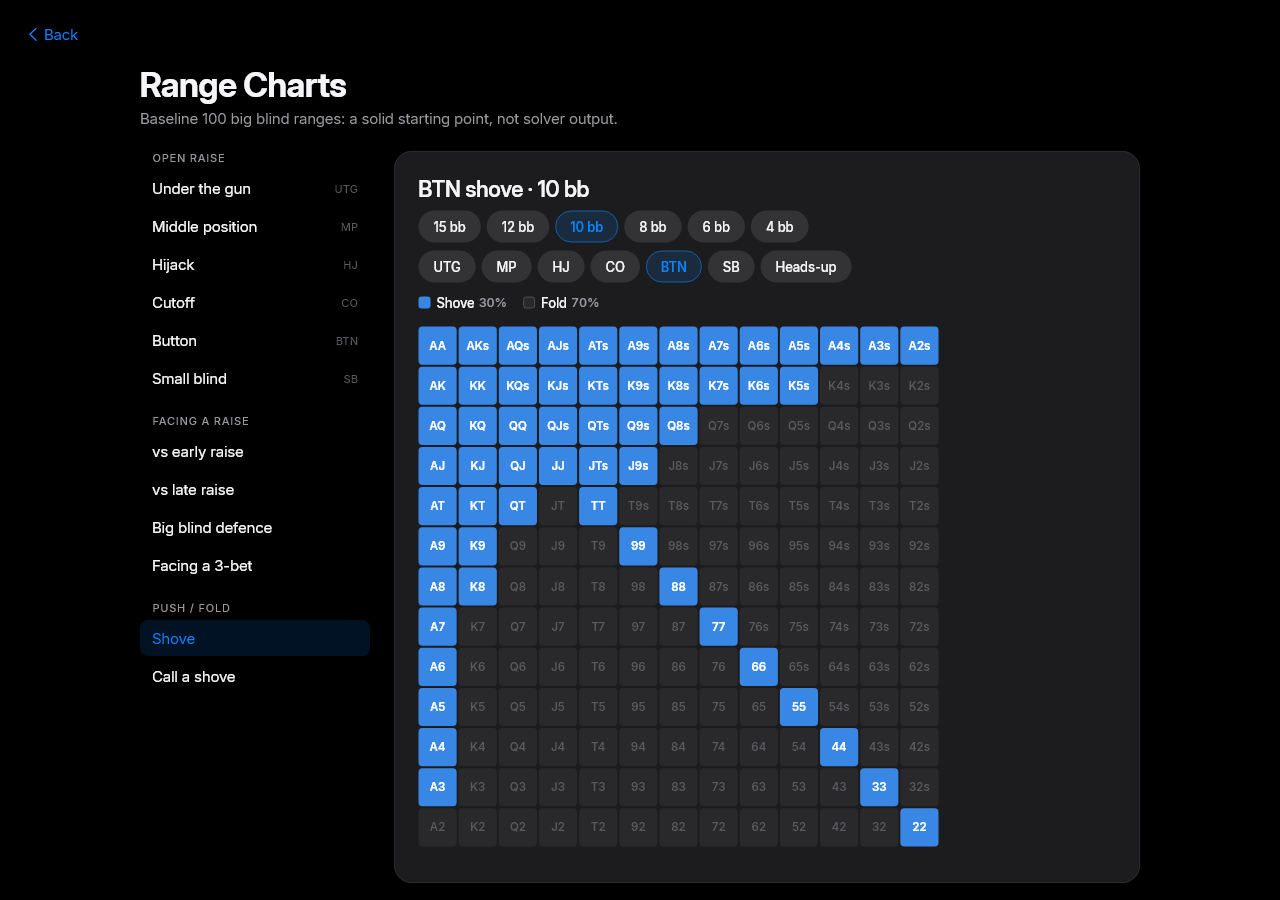 Back
Range Charts
Baseline 100 big blind ranges: a solid starting point, not solver output.
OPEN RAISE
Under the gun UTG
Middle position MP
Hijack HJ
Cutoff CO
Button BTN
Small blind SB
FACING A RAISE
vs early raise
vs late raise
Big blind defence
Facing a 3-bet
PUSH / FOLD
Shove
Call a shove
BTN shove · 10 bb
15 bb 12 bb 10 bb 8 bb 6 bb 4 bb
UTG MP HJ CO BTN SB Heads-up
Shove 30% Fold 70%
AA AKs AQs AJs ATs A9s A8s A7s A6s A5s A4s A3s A2s
AK KK KQs KJs KTs K9s K8s K7s K6s K5s K4s K3s K2s
AQ KQ QQ QJs QTs Q9s Q8s Q7s Q6s Q5s Q4s Q3s Q2s
AJ KJ QJ JJ JTs J9s J8s J7s J6s J5s J4s J3s J2s
AT KT QT JT TT T9s T8s T7s T6s T5s T4s T3s T2s
A9 K9 Q9 J9 T9 99 98s 97s 96s 95s 94s 93s 92s
A8 K8 Q8 J8 T8 98 88 87s 86s 85s 84s 83s 82s
A7 K7 Q7 J7 T7 97 87 77 76s 75s 74s 73s 72s
A6 K6 Q6 J6 T6 96 86 76 66 65s 64s 63s 62s
A5 K5 Q5 J5 T5 95 85 75 65 55 54s 53s 52s
A4 K4 Q4 J4 T4 94 84 74 64 54 44 43s 42s
A3 K3 Q3 J3 T3 93 83 73 63 53 43 33 32s
A2 K2 Q2 J2 T2 92 82 72 62 52 42 32 22